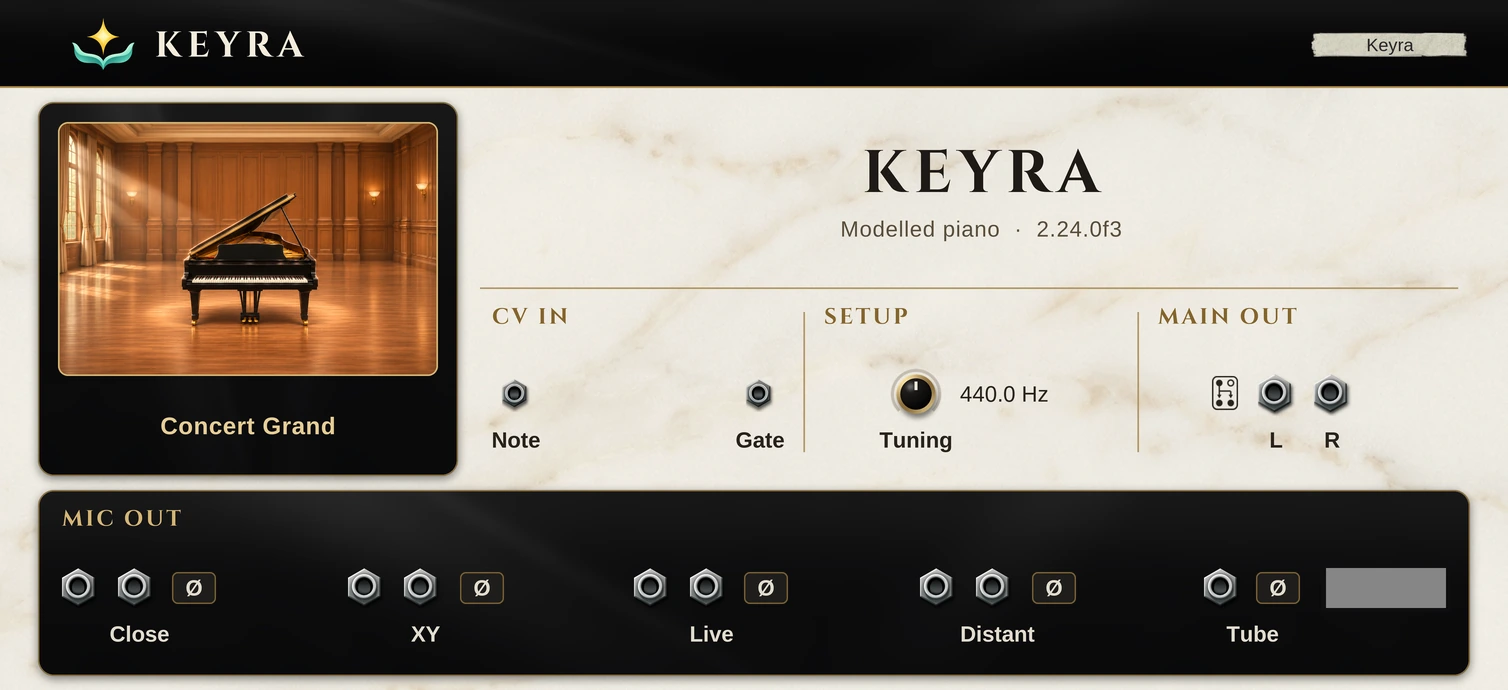 KEYRA
Keyra
KEYRA
Modelled piano · 2.24.0f3
Concert Grand
CV IN
Note
Gate
SETUP
440.0 Hz
Tuning
MAIN OUT
L R
MIC OUT
Ø Ø Ø Ø Ø
Close XY Live Distant Tube